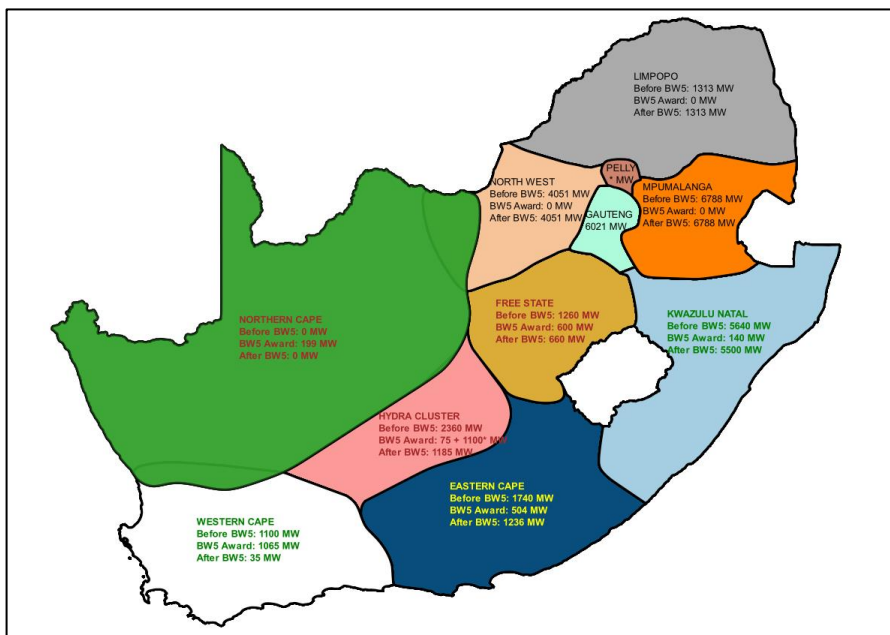 LIMPOPO
Before BW5: 1313 MW
BW5 Award: 0 MW
After BW5: 1313 MW
PELLY
* MW
NORTH WEST
Before BW5: 4051 MW
BW5 Award: 0 MW
After BW5: 4051 MW
MPUMALANGA
Before BW5: 6788 MW
BW5 Award: 0 MW
After BW5: 6788 MW
GAUTENG
6021 MW
NORTHERN CAPE
Before BW5: 0 MW
BW5 Award: 199 MW
After BW5: 0 MW
FREE STATE
Before BW5: 1260 MW
BW5 Award: 600 MW
After BW5: 660 MW
KWAZULU NATAL
Before BW5: 5640 MW
BW5 Award: 140 MW
After BW5: 5500 MW
HYDRA CLUSTER
Before BW5: 2360 MW
BW5 Award: 75 + 1100* MW
After BW5: 1185 MW
EASTERN CAPE
Before BW5: 1740 MW
BW5 Award: 504 MW
After BW5: 1236 MW
WESTERN CAPE
Before BW5: 1100 MW
BW5 Award: 1065 MW
After BW5: 35 MW